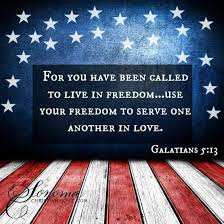 For you have been called
to live in freedom...use
your freedom to serve one
another in love.
Galatians 5:13
Sonoma